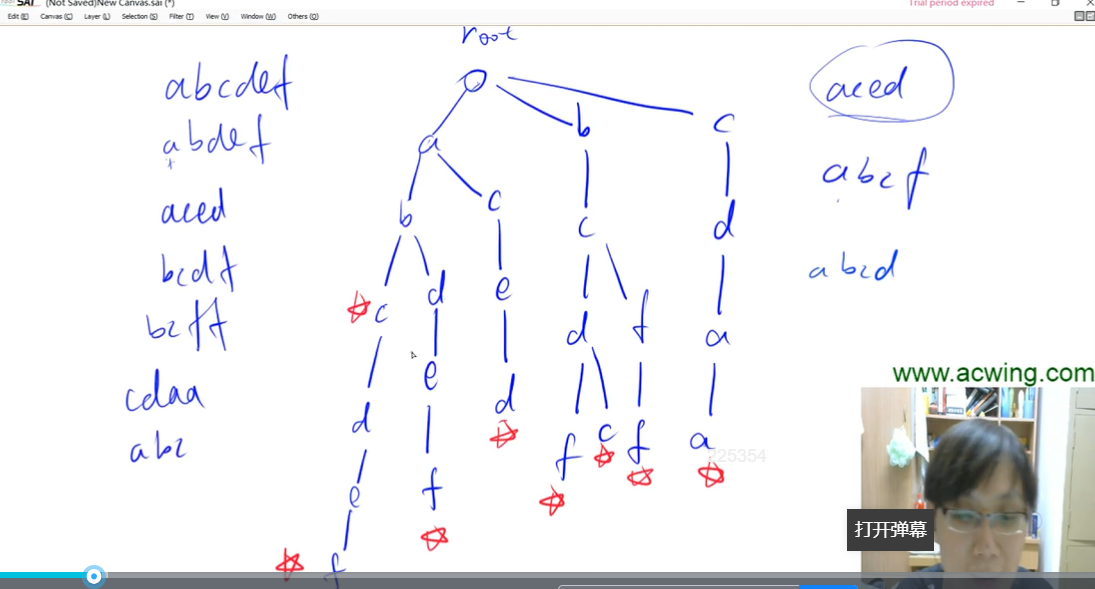 SAI (Not Saved)New Canvas.sai (*)
Trial period expired
Edit (E) Canvas (C) Layer (L) Selection (S) Filter (T) View (V) Window (W) Others (O)
root
abcdef
abdef
aced
bcdf
bcff
cdaa
abc
a
b
c
b
c
c
d
c
d
e
d
f
a
d
e
d
f
c
f
a
e
f
f
aced
abcf
abcd
www.acwing.com
725354
打开弹幕